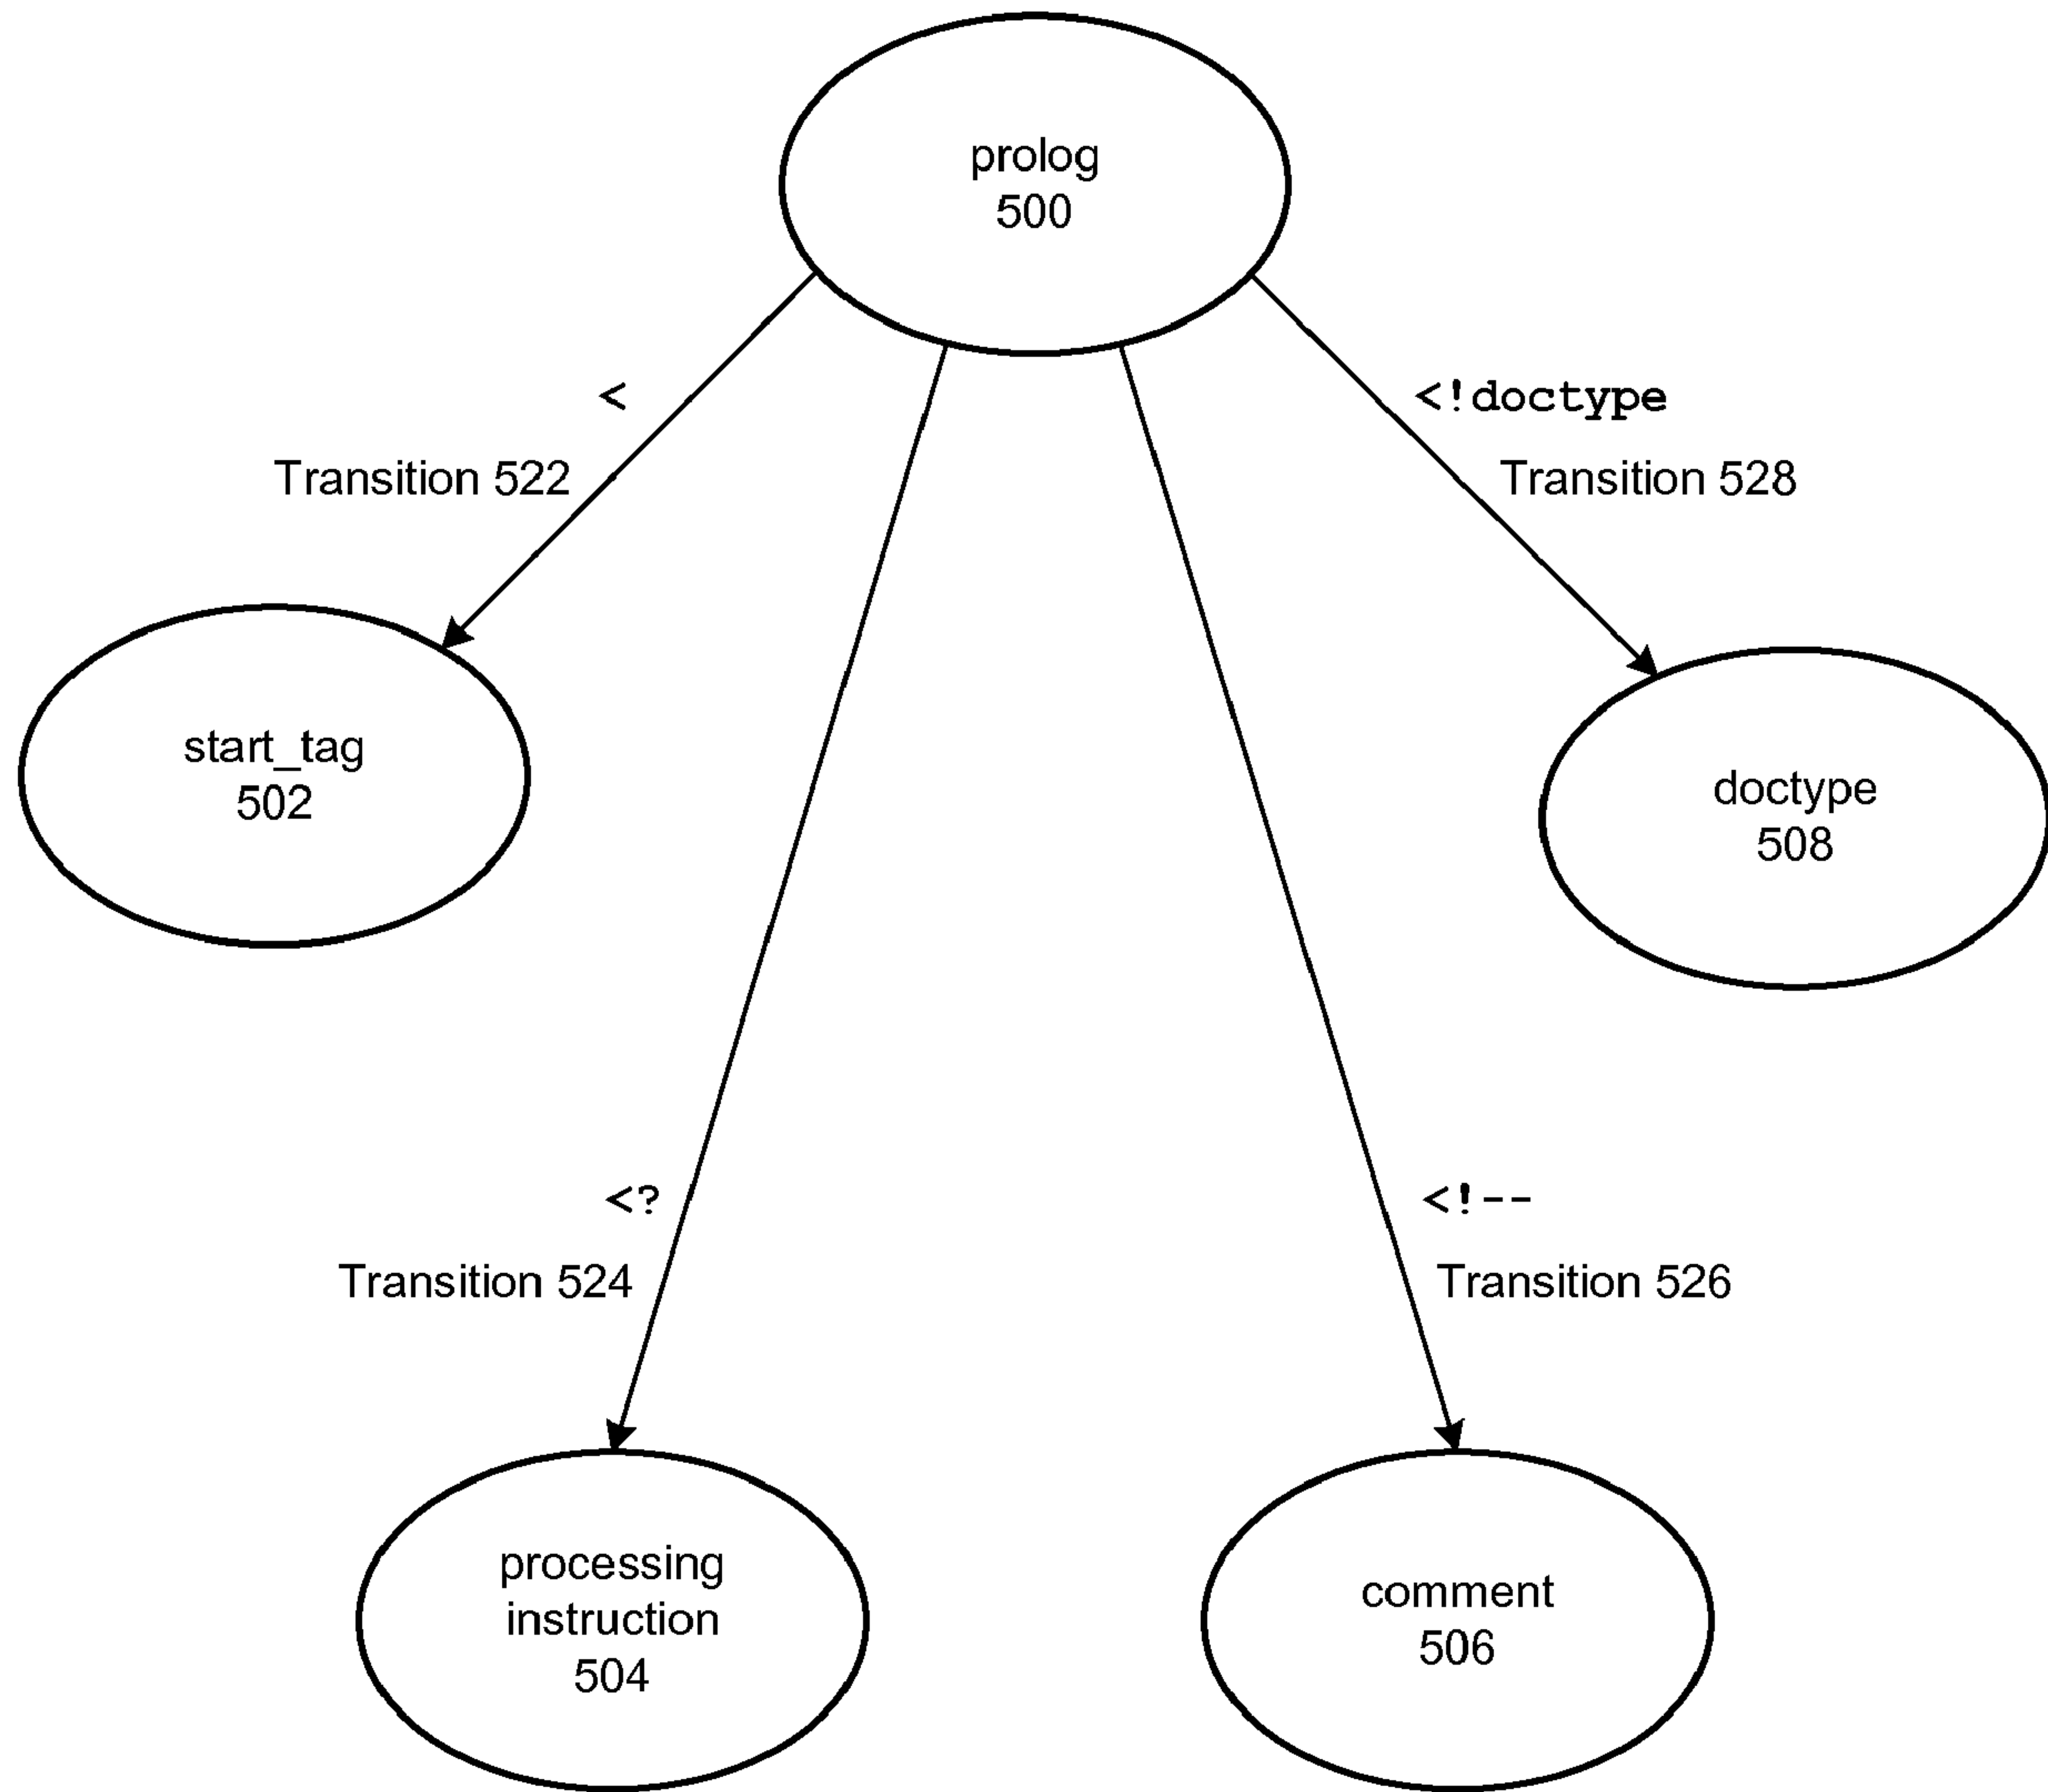 prolog
500
<
Transition 522
<!doctype
Transition 528
start_tag
502
doctype
508
<?
Transition 524
<!--
Transition 526
processing
instruction
504
comment
506